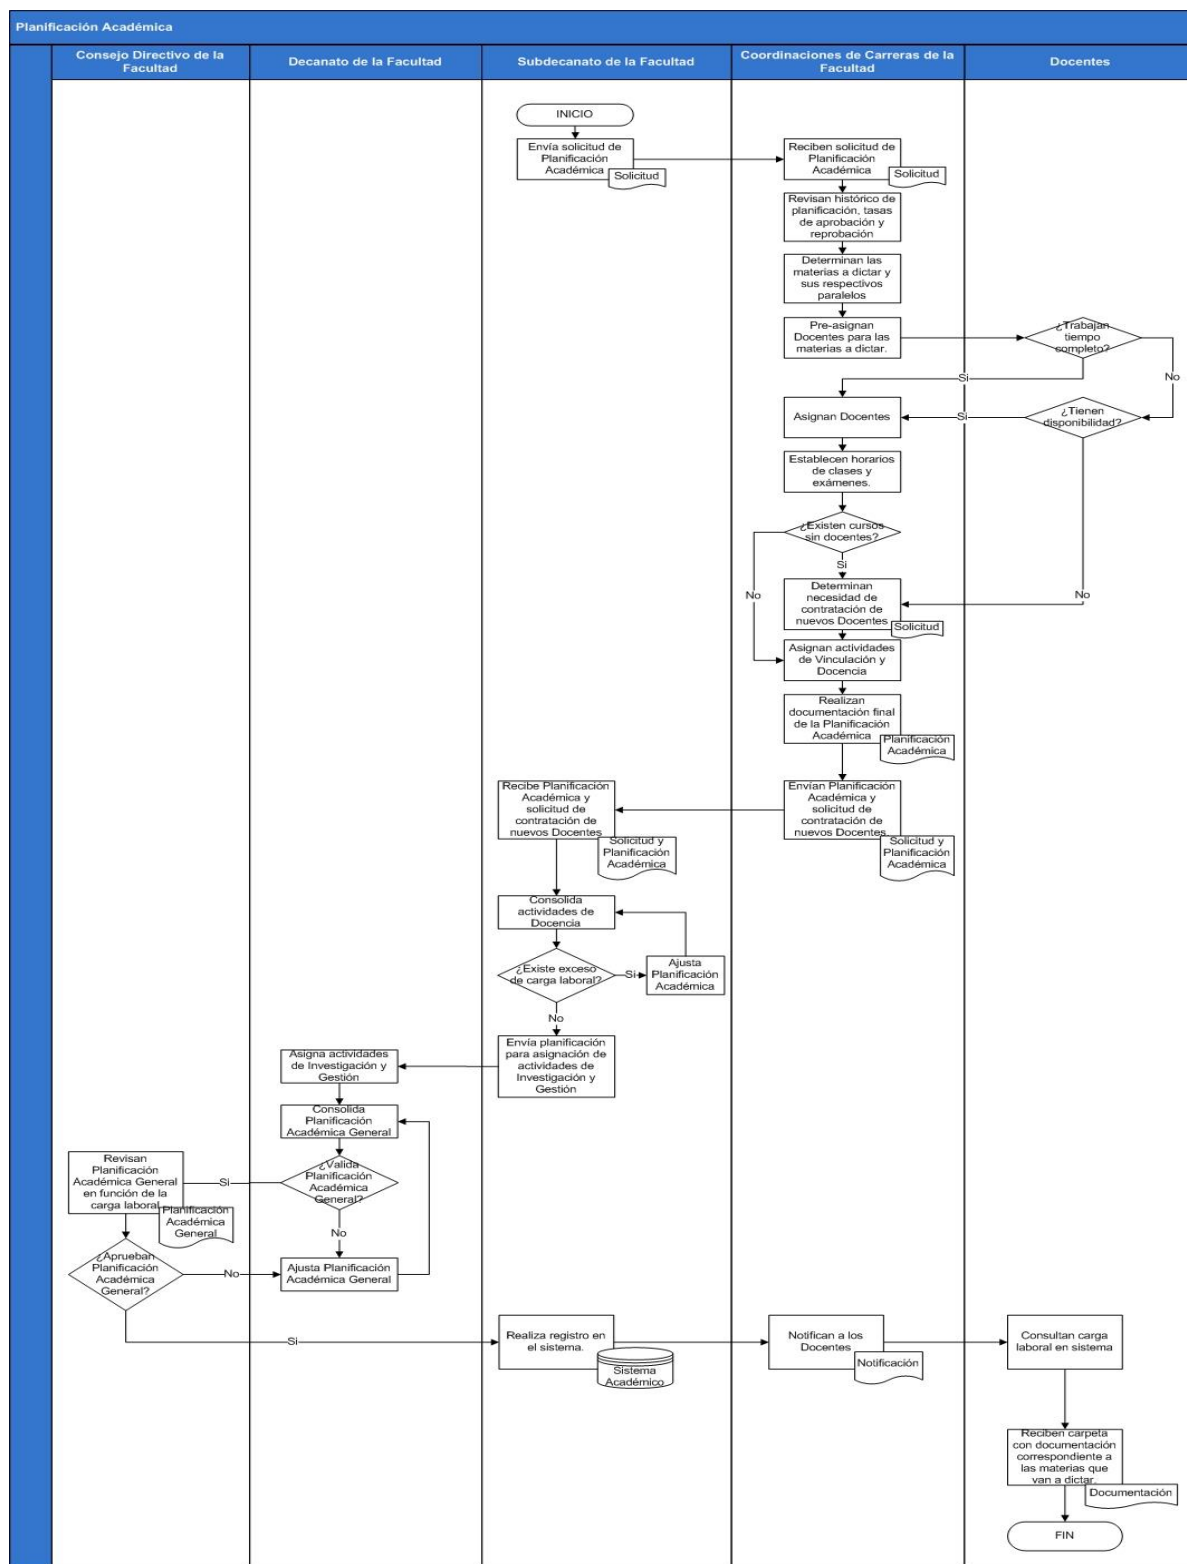 Planificación Académica
Consejo Directivo de la
Facultad
Decanato de la Facultad
Subdecanato de la Facultad
Coordinaciones de Carreras de la
Facultad
Docentes
INICIO
Envía solicitud de
Planificación
Académica
Solicitud
Reciben solicitud de
Planificación
Académica
Solicitud
Revisan histórico de
planificación, tasas
de aprobación y
reprobación
Determinan las
materias a dictar y
sus respectivos
paralelos
Pre-asignan
Docentes para las
materias a dictar.
¿Trabajan
tiempo
completo?
Si
No
Asignan Docentes
Si
¿Tienen
disponibilidad?
Establecen horarios
de clases y
exámenes.
¿Existen cursos
sin docentes?
Si
No
No
Determinan
necesidad de
contratación de
nuevos Docentes
Solicitud
Asignan actividades
de Vinculación y
Docencia
Realizan
documentación final
de la Planificación
Académica
Planificación
Académica
Envían Planificación
Académica y
solicitud de
contratación de
nuevos Docentes.
Solicitud y
Planificación
Académica
Recibe Planificación
Académica y
solicitud de
contratación de
nuevos Docentes
Solicitud y
Planificación
Académica
Consolida
actividades de
Docencia
¿Existe exceso
de carga laboral?
Si
Ajusta
Planificación
Académica
No
Envía planificación
para asignación de
actividades de
Investigación y
Gestión
Asigna actividades
de Investigación y
Gestión
Consolida
Planificación
Académica General
¿Valida
Planificación
Académica
General?
Si
No
Revisan
Planificación
Académica General
en función de la
carga laboral
Planificación
Académica
General
¿Aprueban
Planificación
Académica
General?
No
Ajusta Planificación
Académica General
Si
Realiza registro en
el sistema.
Sistema
Académico
Notifican a los
Docentes
Notificación
Consultan carga
laboral en sistema
Reciben carpeta
con documentación
correspondiente a
las materias que
van a dictar.
Documentación
FIN